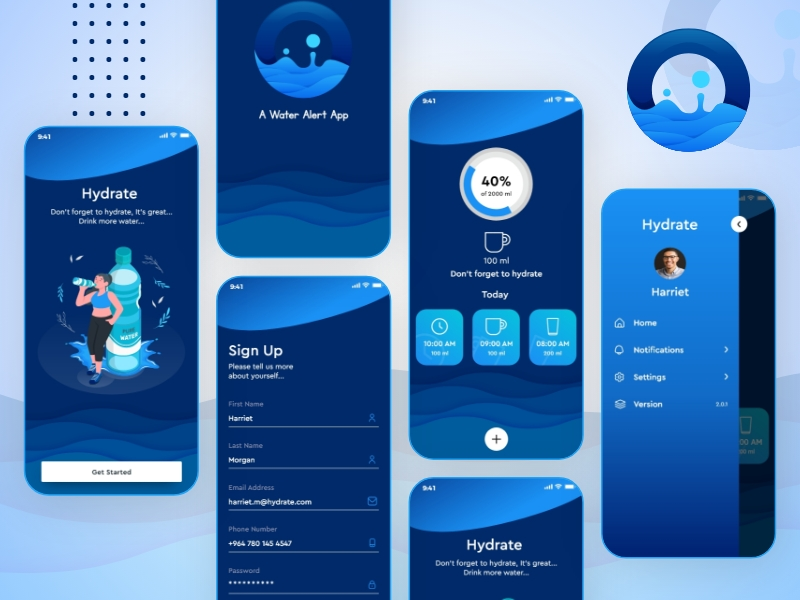 9:41
Hydrate
Don't forget to hydrate, It's great...
Drink more water...
PURE
WATER
Get Started
A Water Alert App
9:41
Sign Up
Please tell us more
about yourself...
First Name
Harriet
Last Name
Morgan
Email Address
harriet.m@hydrate.com
Phone Number
+964 780 145 4547
Password
**********
9:41
40%
of 2000 ml
100 ml
Don't forget to hydrate
Today
10:00 AM
100 ml
09:00 AM
100 ml
08:00 AM
200 ml
+
9:41
Hydrate
Don't forget to hydrate, It's great...
Drink more water...
Hydrate
Harriet
Home
Notifications
Settings
Version
3.0.1
00 AM